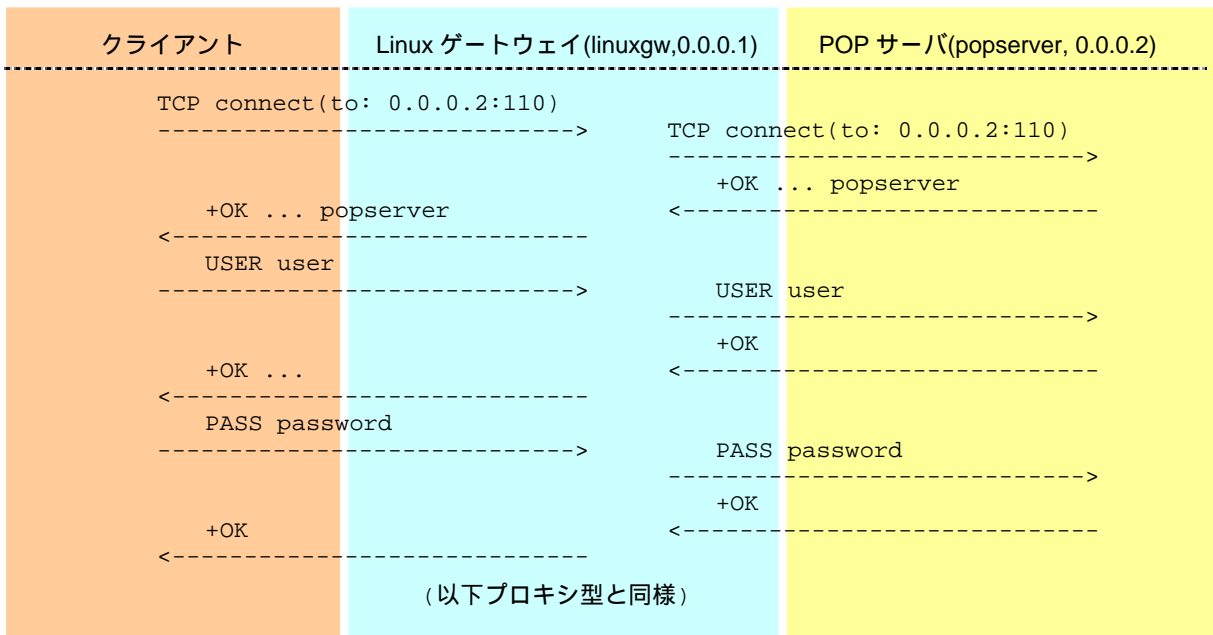 クライアント
Linux ゲートウェイ(linuxgw,0.0.0.1)
POP サーバ(popserver, 0.0.0.2)
TCP connect(to: 0.0.0.2:110)
----------------------------->
TCP connect(to: 0.0.0.2:110)
----------------------------->
+OK ... popserver
<-----------------------------
+OK ... popserver
<-----------------------------
USER user
----------------------------->
USER user
----------------------------->
+OK
<-----------------------------
+OK ...
<-----------------------------
PASS password
----------------------------->
PASS password
----------------------------->
+OK
<-----------------------------
+OK
<-----------------------------
(以下プロキシ型と同様)